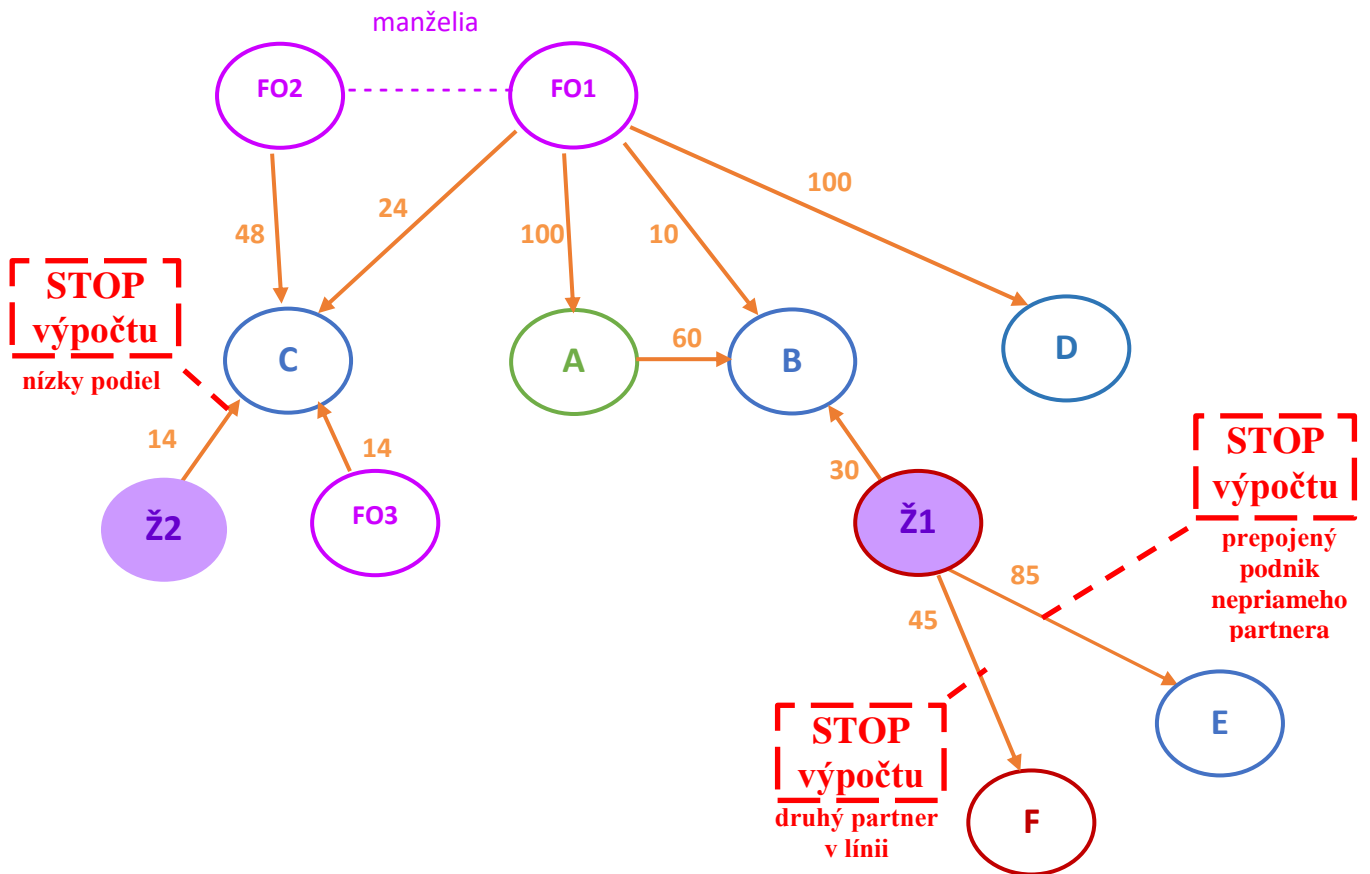 manželia
FO2
FO1
100
24
48
100
10
STOP
výpočtu
nízky podiel
C
A
60
B
D
14
14
30
STOP
výpočtu
prepojený
podnik
nepriameho
partnera
Ž2
FO3
Ž1
85
45
STOP
výpočtu
druhý partner
v línii
E
F